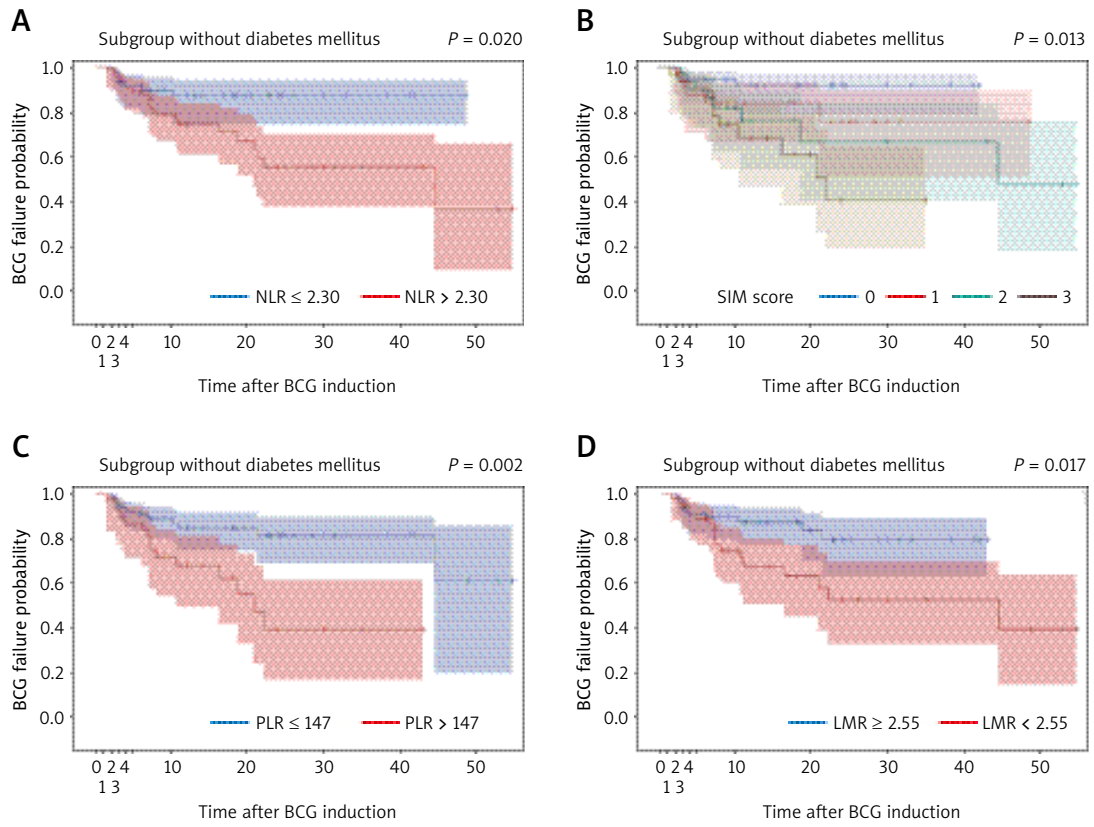 A
Subgroup without diabetes mellitus P = 0.020
BCG failure probability
1.0
0.8
0.6
0.4
0.2
0.0
NLR ≤ 2.30 NLR > 2.30
0 2 4 10 20 30 40 50
1 3
Time after BCG induction
B
Subgroup without diabetes mellitus P = 0.013
BCG failure probability
1.0
0.8
0.6
0.4
0.2
0.0
SIM score 0 1 2 3
0 2 4 10 20 30 40 50
1 3
Time after BCG induction
C
Subgroup without diabetes mellitus P = 0.002
BCG failure probability
1.0
0.8
0.6
0.4
0.2
0.0
PLR ≤ 147 PLR > 147
0 2 4 10 20 30 40 50
1 3
Time after BCG induction
D
Subgroup without diabetes mellitus P = 0.017
BCG failure probability
1.0
0.8
0.6
0.4
0.2
0.0
LMR ≥ 2.55 LMR < 2.55
0 2 4 10 20 30 40 50
1 3
Time after BCG induction